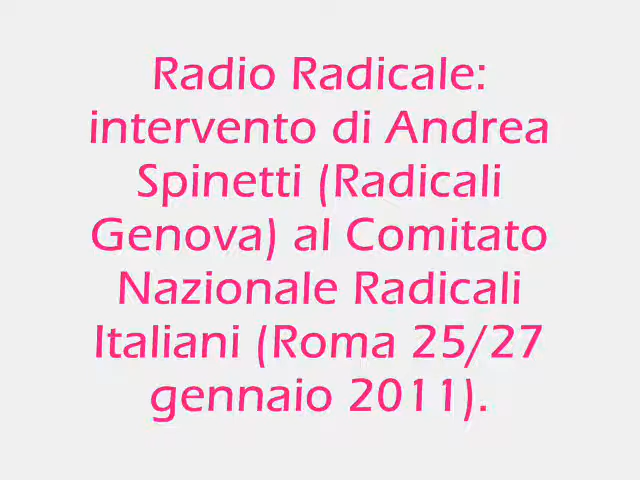 Radio Radicale:
intervento di Andrea
Spinetti (Radicali
Genova) al Comitato
Nazionale Radicali
Italiani (Roma 25/27
gennaio 2011).